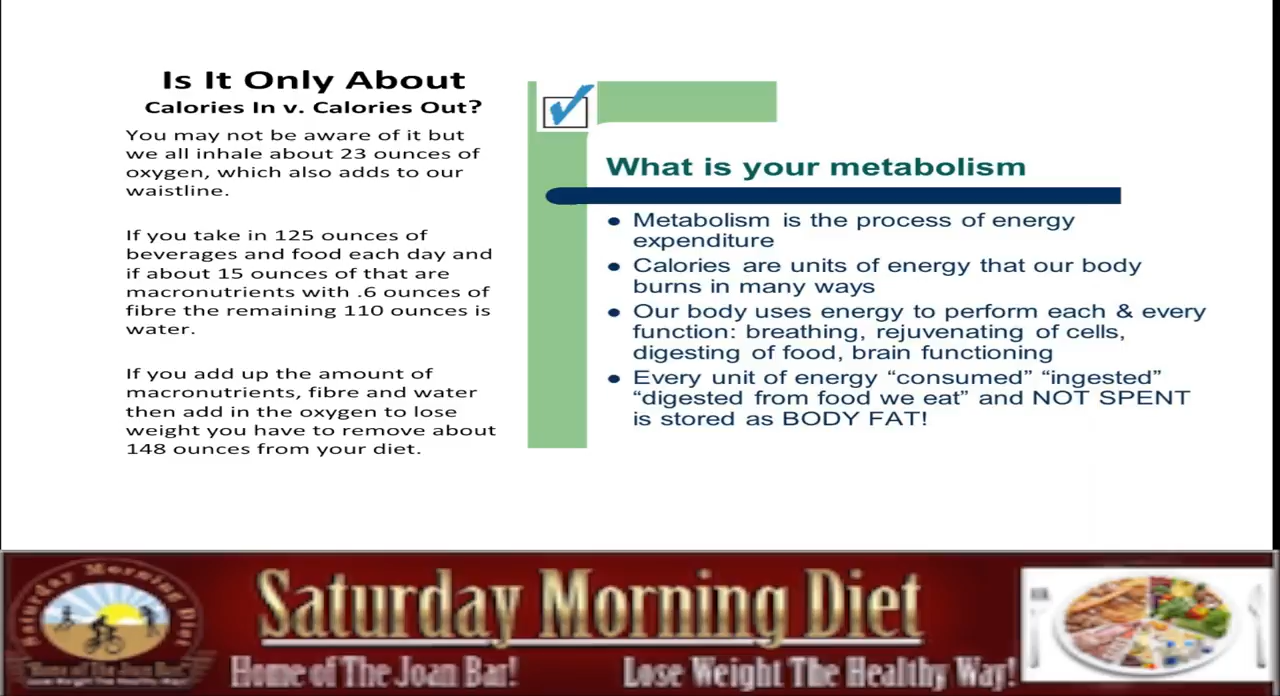 Is It Only About
Calories In v. Calories Out?
You may not be aware of it but
we all inhale about 23 ounces of
oxygen, which also adds to our
waistline.
If you take in 125 ounces of
beverages and food each day and
if about 15 ounces of that are
macronutrients with .6 ounces of
fibre the remaining 110 ounces is
water.
If you add up the amount of
macronutrients, fibre and water
then add in the oxygen to lose
weight you have to remove about
148 ounces from your diet.
What is your metabolism
• Metabolism is the process of energy
expenditure
• Calories are units of energy that our body
burns in many ways
• Our body uses energy to perform each & every
function: breathing, rejuvenating of cells,
digesting of food, brain functioning
• Every unit of energy “consumed” “ingested”
“digested from food we eat” and NOT SPENT
is stored as BODY FAT!
Saturday Morning Diet
Saturday Morning Diet
Home of The Joan Bar!
Lose Weight The Healthy Way!
"Home of The Joan Bar"